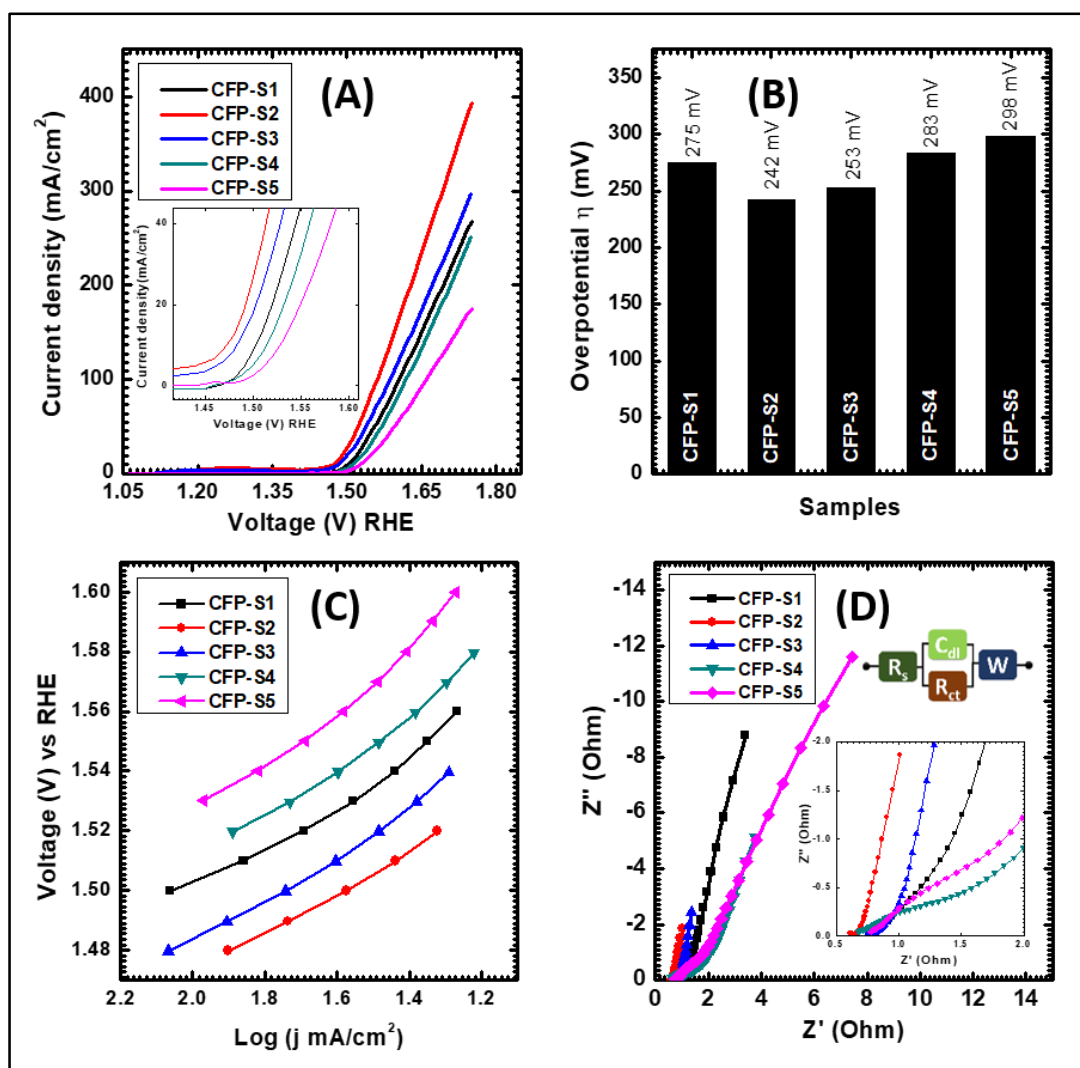 (A)
CFP-S1
CFP-S2
CFP-S3
CFP-S4
CFP-S5
Current density (mA/cm²)
400
300
200
100
0
1.05
1.20
1.35
1.50
1.65
1.80
Voltage (V) RHE
Current density(mA/cm²)
40
20
0
1.45
1.50
1.55
1.60
Voltage (V) RHE
(B)
Overpotential η (mV)
350
300
250
200
150
100
50
0
275 mV
242 mV
253 mV
283 mV
298 mV
CFP-S1
CFP-S2
CFP-S3
CFP-S4
CFP-S5
Samples
(C)
CFP-S1
CFP-S2
CFP-S3
CFP-S4
CFP-S5
Voltage (V) vs RHE
1.60
1.58
1.56
1.54
1.52
1.50
1.48
2.2
2.0
1.8
1.6
1.4
1.2
Log (j mA/cm²)
(D)
CFP-S1
CFP-S2
CFP-S3
CFP-S4
CFP-S5
Z'' (Ohm)
-14
-12
-10
-8
-6
-4
-2
0
0
2
4
6
8
10
12
14
Z' (Ohm)
Rs
Cdl
Rct
W
Z'' (Ohm)
-2.0
-1.5
-1.0
-0.5
0.0
0.5
1.0
1.5
2.0
Z' (Ohm)